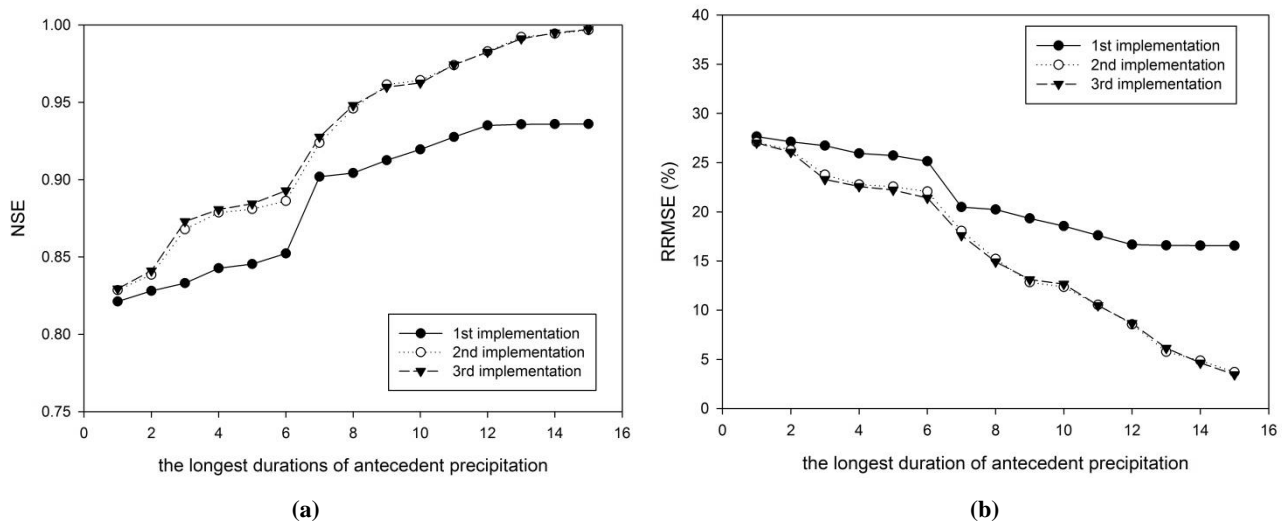 1.00
0.95
0.90
0.85
0.80
0.75
NSE
0 2 4 6 8 10 12 14 16
the longest durations of antecedent precipitation
1st implementation
2nd implementation
3rd implementation
(a)
40
35
30
25
20
15
10
5
0
RRMSE (%)
0 2 4 6 8 10 12 14 16
the longest duration of antecedent precipitation
1st implementation
2nd implementation
3rd implementation
(b)